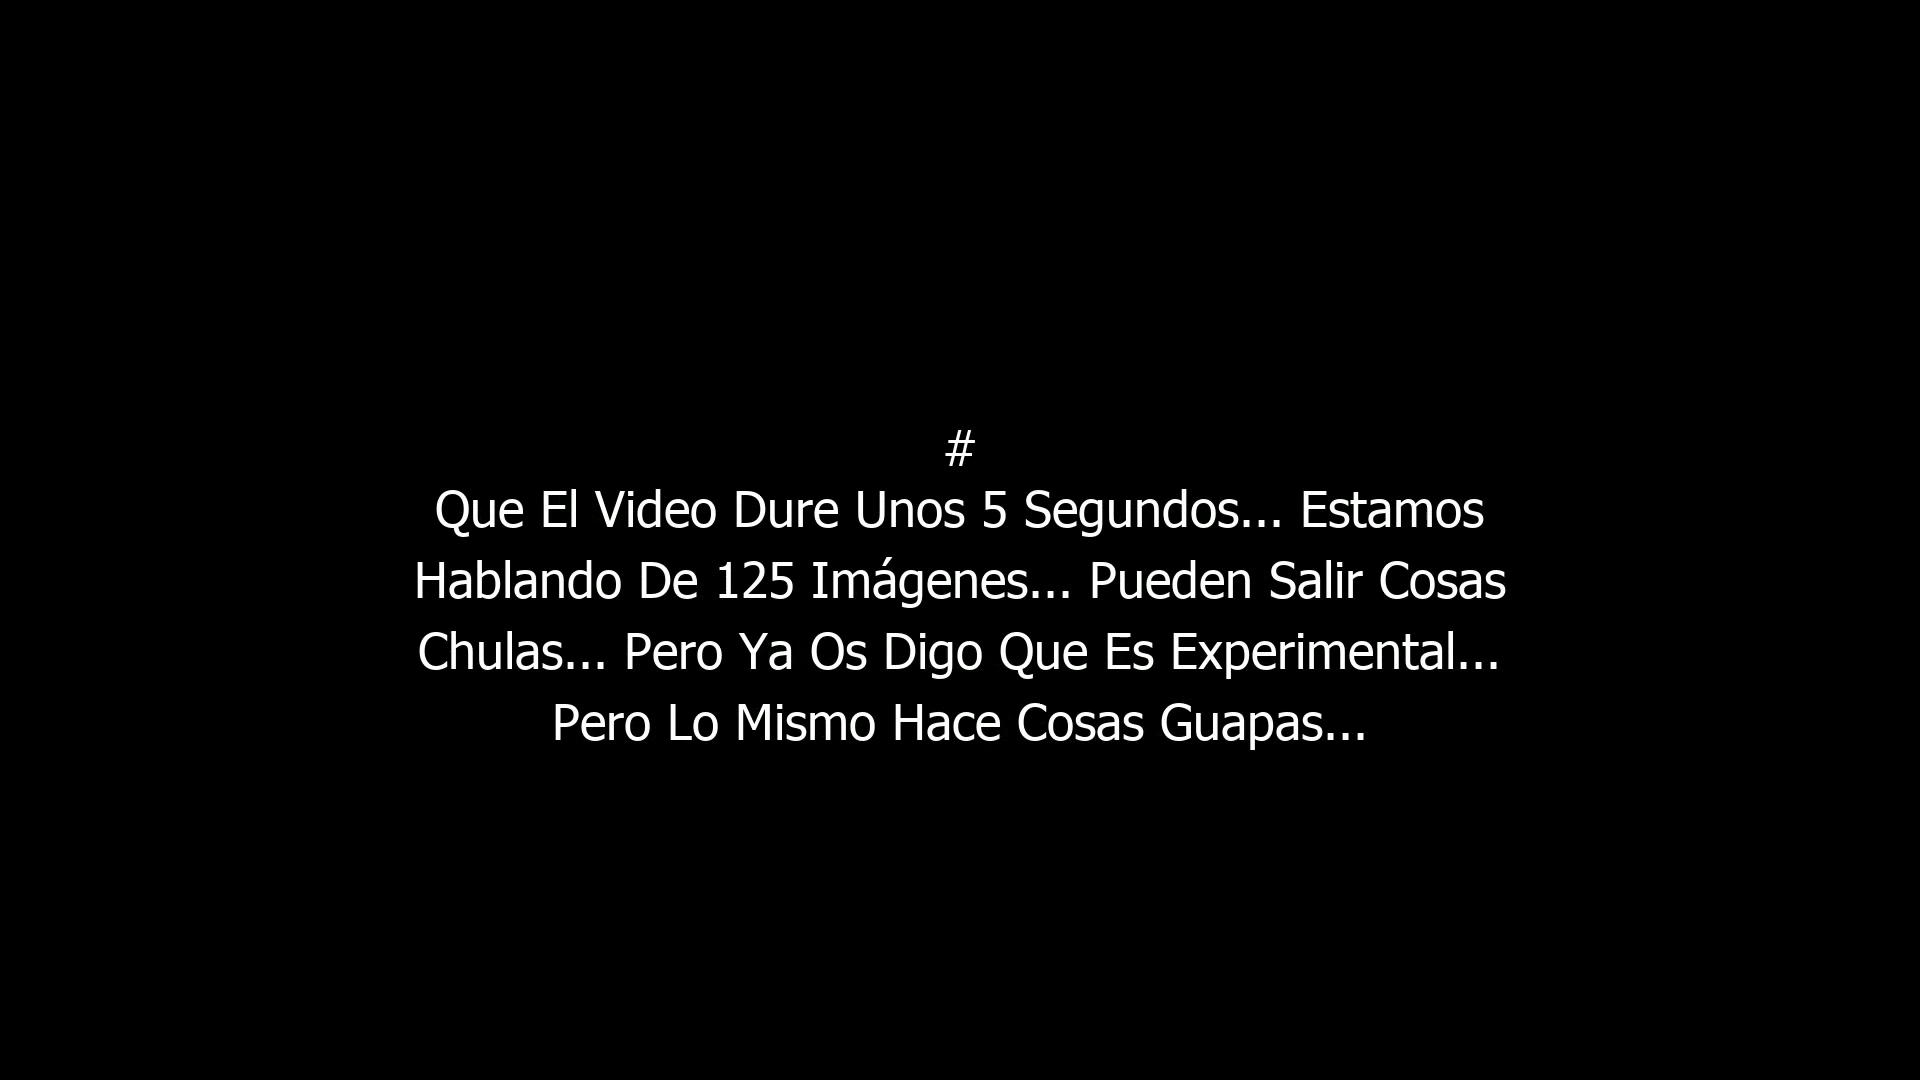 #
Que El Video Dure Unos 5 Segundos... Estamos
Hablando De 125 Imágenes... Pueden Salir Cosas
Chulas... Pero Ya Os Digo Que Es Experimental...
Pero Lo Mismo Hace Cosas Guapas...